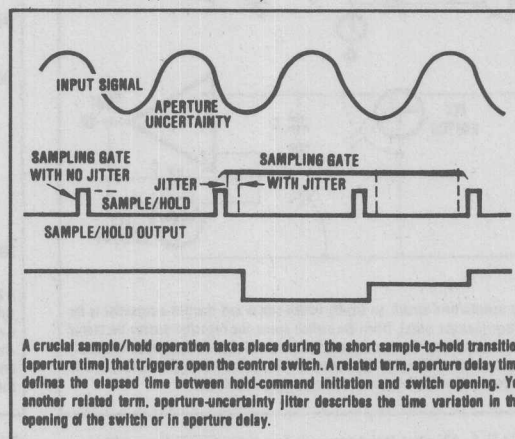 INPUT SIGNAL
APERTURE
UNCERTAINTY
SAMPLING GATE
WITH NO JITTER
SAMPLING GATE
JITTER
WITH JITTER
SAMPLE/HOLD
SAMPLE/HOLD OUTPUT
A crucial sample/hold operation takes place during the short sample-to-hold transitio
(aperture time) that triggers open the control switch. A related term, aperture delay tim
defines the elapsed time between hold-command initiation and switch opening. Y
another related term, aperture-uncertainty jitter describes the time variation in th
opening of the switch or in aperture delay.